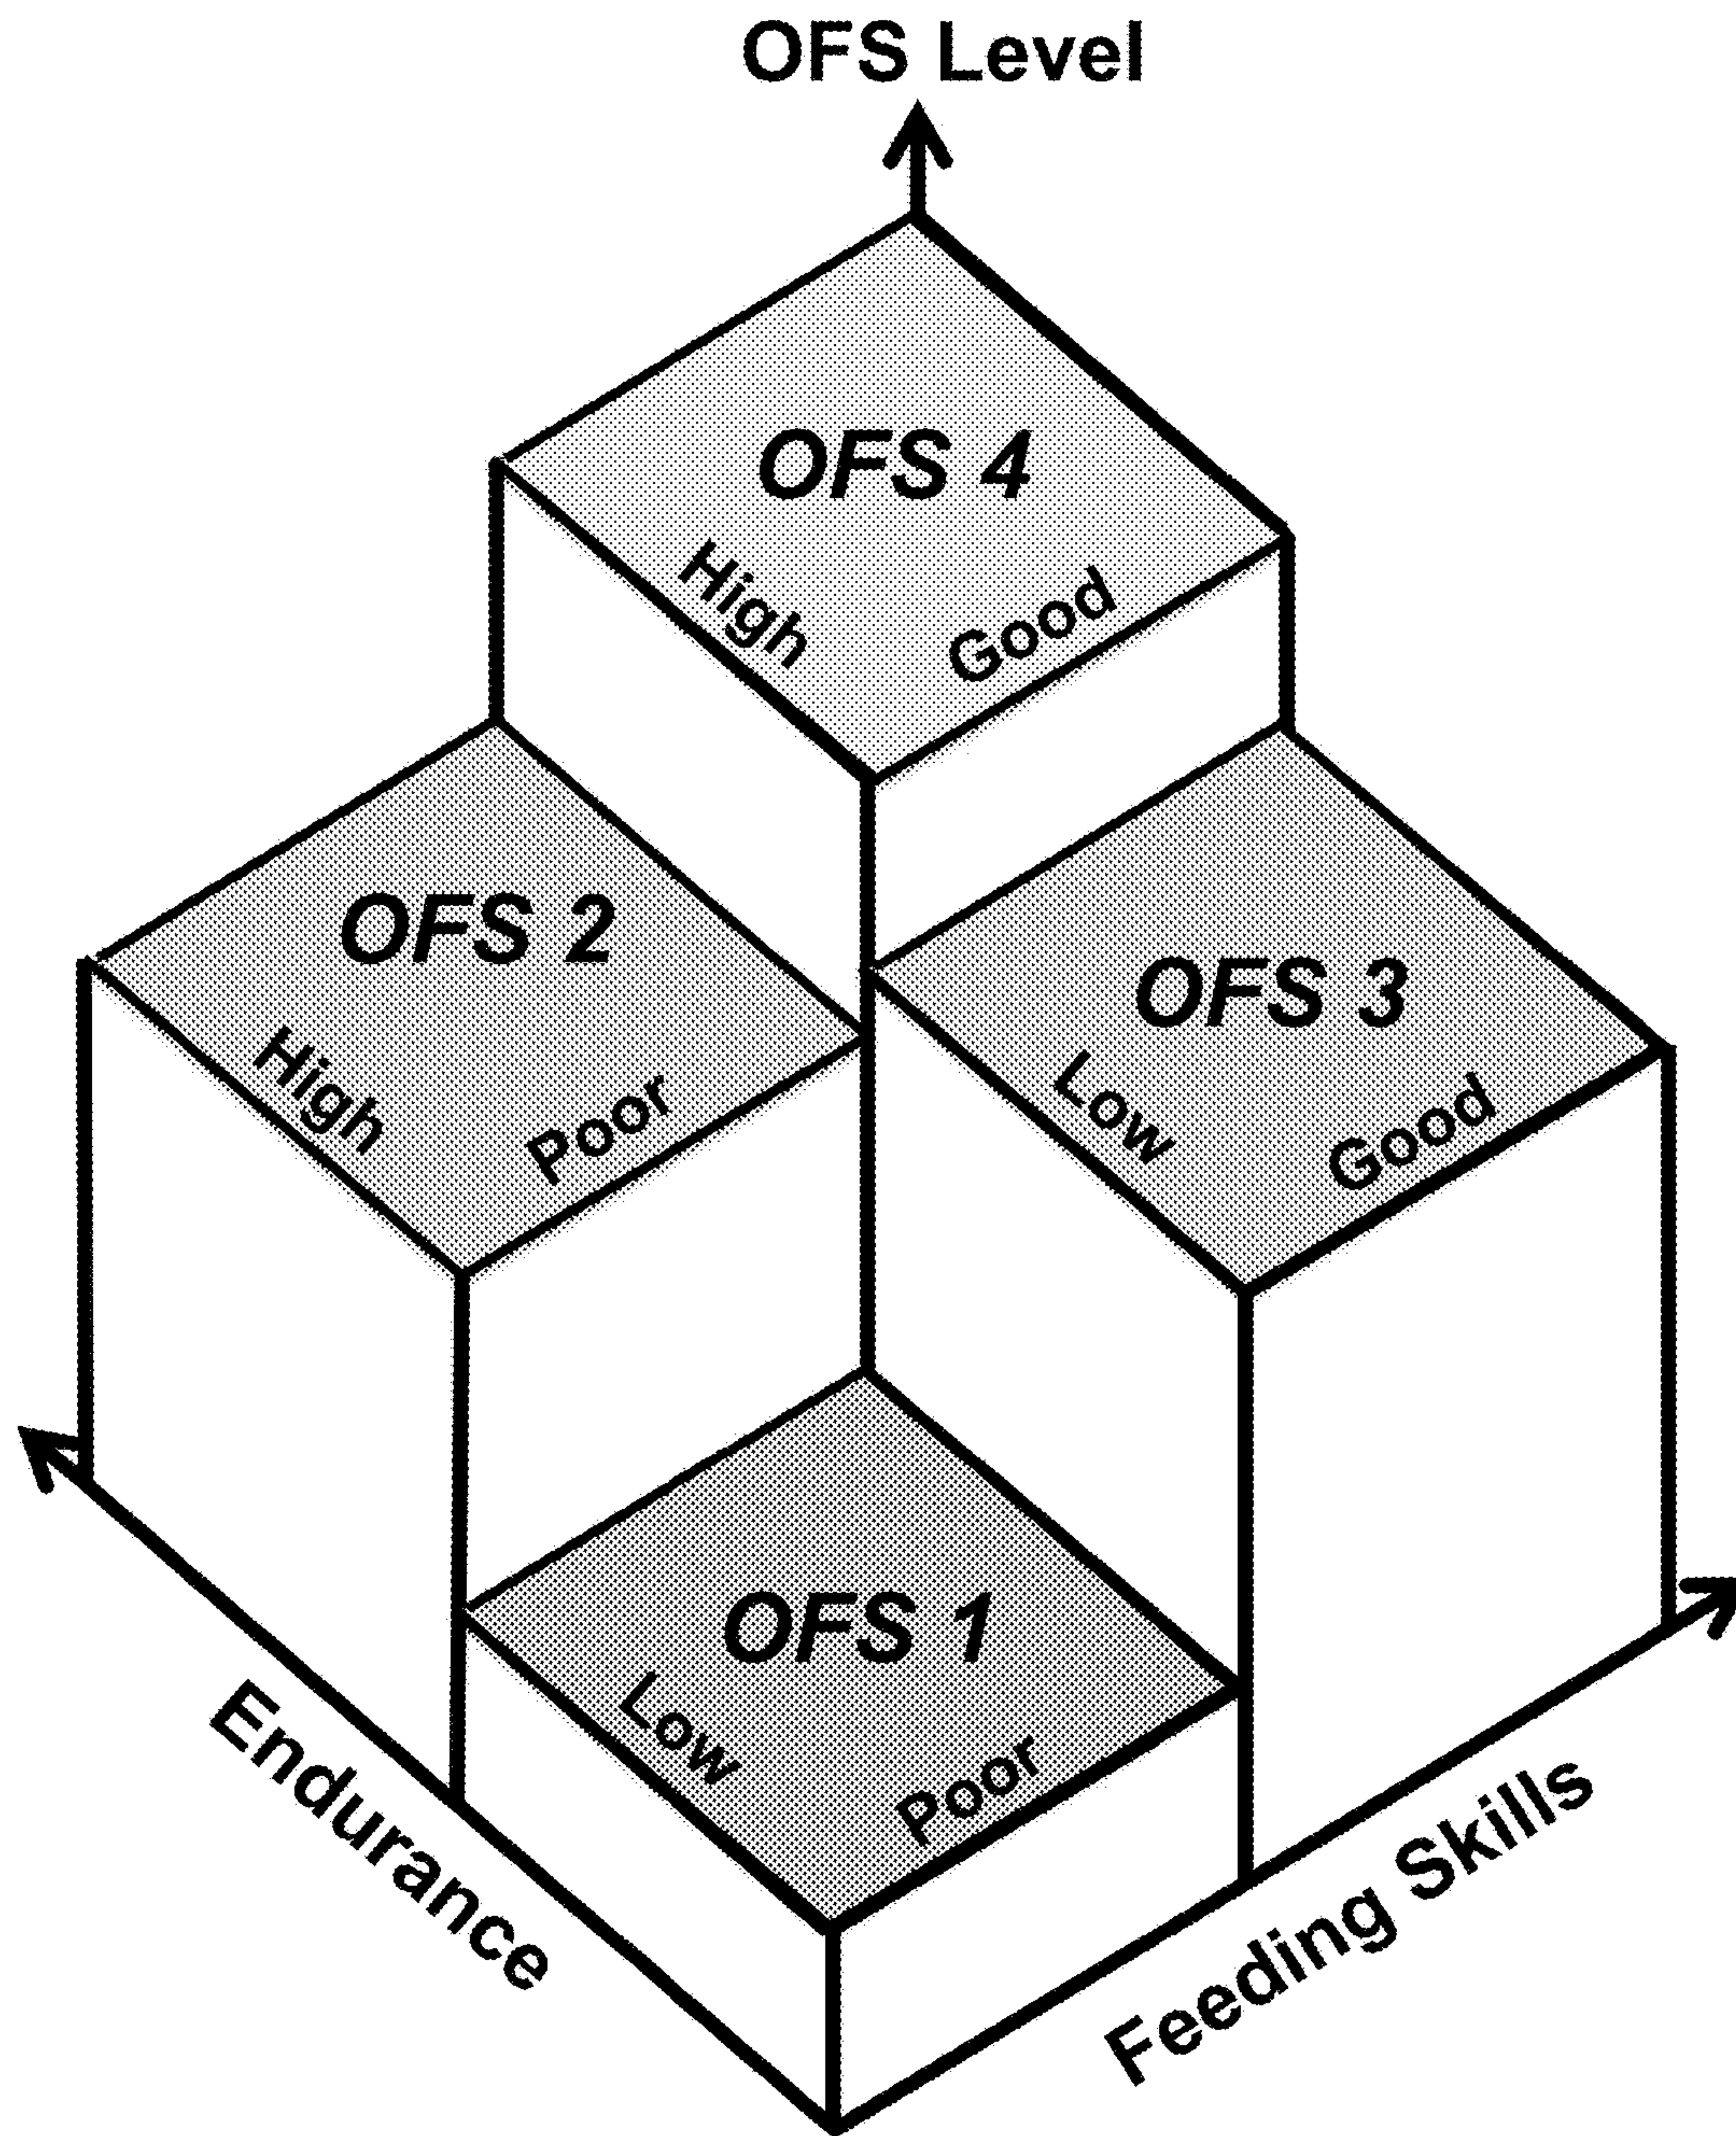 OFS Level
OFS 4
High
Good
OFS 2
High
Poor
OFS 3
Low
Good
OFS 1
Low
Poor
Endurance
Feeding Skills